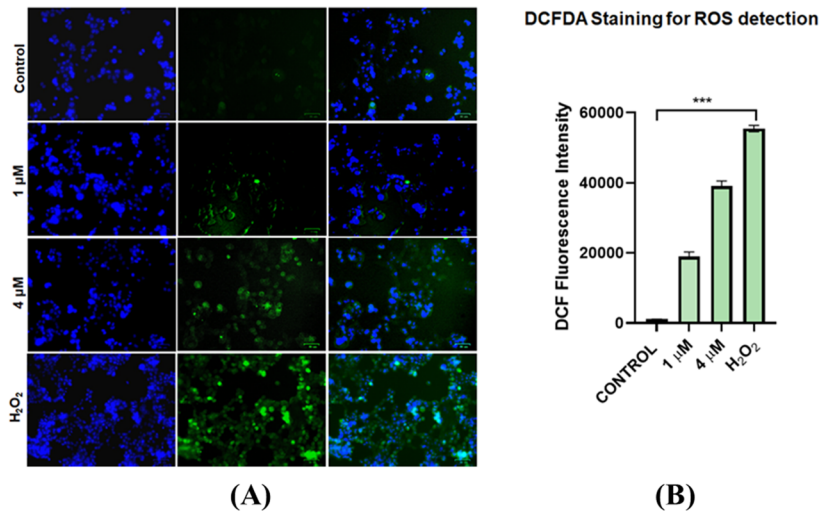 DCFDA Staining for ROS detection
Control
1 μM
4 μM
H₂O₂
DCF Fluorescence Intensity
60000
40000
20000
0
***
CONTROL
1 μM
4 μM
H₂O₂
(A)
(B)